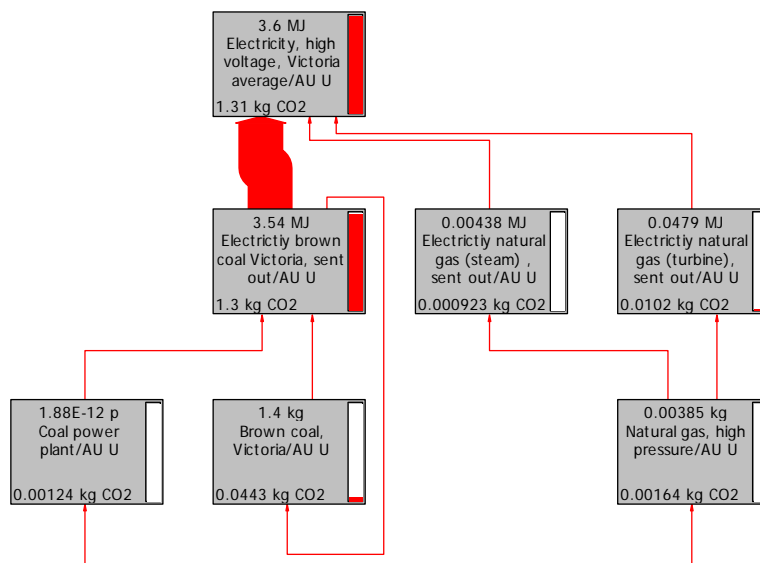 3.6 MJ
Electricity, high
voltage, Victoria
average/AU U
1.31 kg CO2
3.54 MJ
Electrictiy brown
coal Victoria, sent
out/AU U
1.3 kg CO2
0.00438 MJ
Electrictiy natural
gas (steam) ,
sent out/AU U
0.000923 kg CO2
0.0479 MJ
Electrictiy natural
gas (turbine),
sent out/AU U
0.0102 kg CO2
1.88E-12 p
Coal power
plant/AU U
0.00124 kg CO2
1.4 kg
Brown coal,
Victoria/AU U
0.0443 kg CO2
0.00385 kg
Natural gas, high
pressure/AU U
0.00164 kg CO2